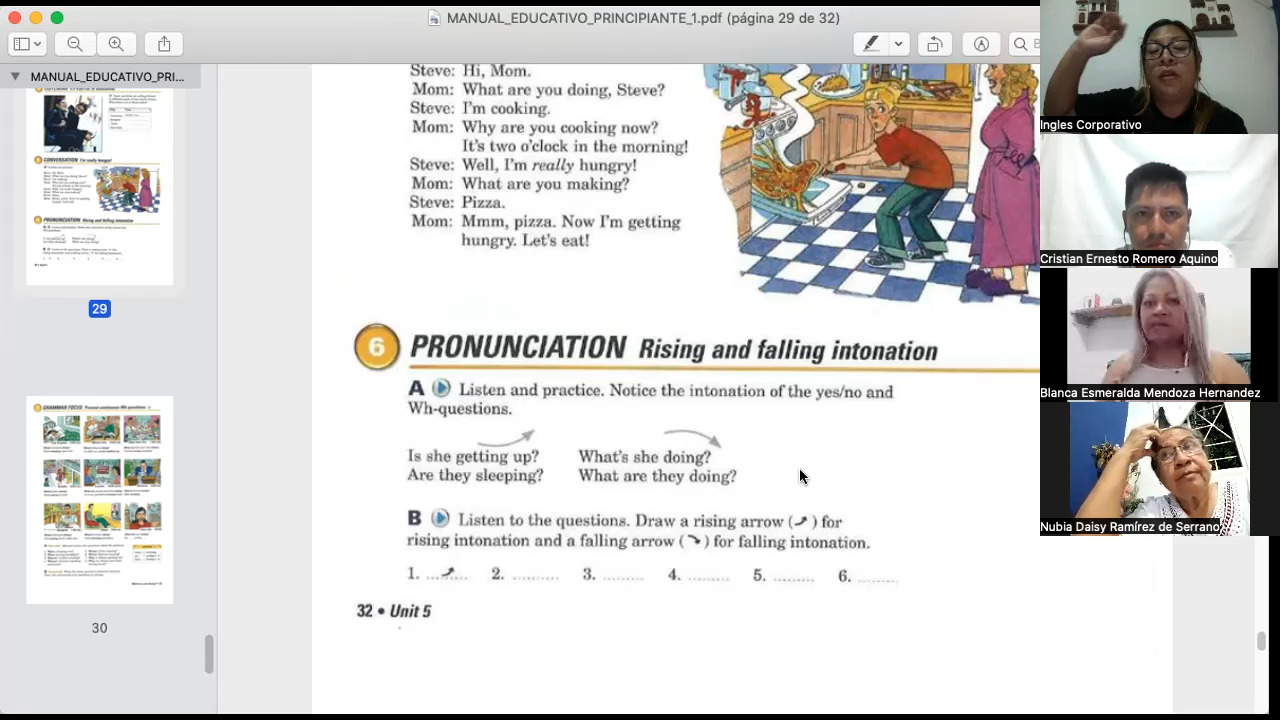 MANUAL_EDUCATIVO_PRINCIPIANTE_1.pdf (página 29 de 32)
MANUAL_EDUCATIVO_PRI...
29
30
Steve: Hi, Mom.
Mom: What are you doing, Steve?
Steve: I'm cooking.
Mom: Why are you cooking now?
It's two o'clock in the morning!
Steve: Well, I'm really hungry!
Mom: What are you making?
Steve: Pizza.
Mom: Mmm, pizza. Now I'm getting
hungry. Let's eat!
6 PRONUNCIATION Rising and falling intonation
A Listen and practice. Notice the intonation of the yes/no and
Wh-questions.
Is she getting up? What's she doing?
Are they sleeping? What are they doing?
B Listen to the questions. Draw a rising arrow ( ) for
rising intonation and a falling arrow ( ) for falling intonation.
1. 2. 3. 4. 5. 6.
32 • Unit 5
Ingles Corporativo
Cristian Ernesto Romero Aquino
Blanca Esmeralda Mendoza Hernandez
Nubia Daisy Ramírez de Serrano